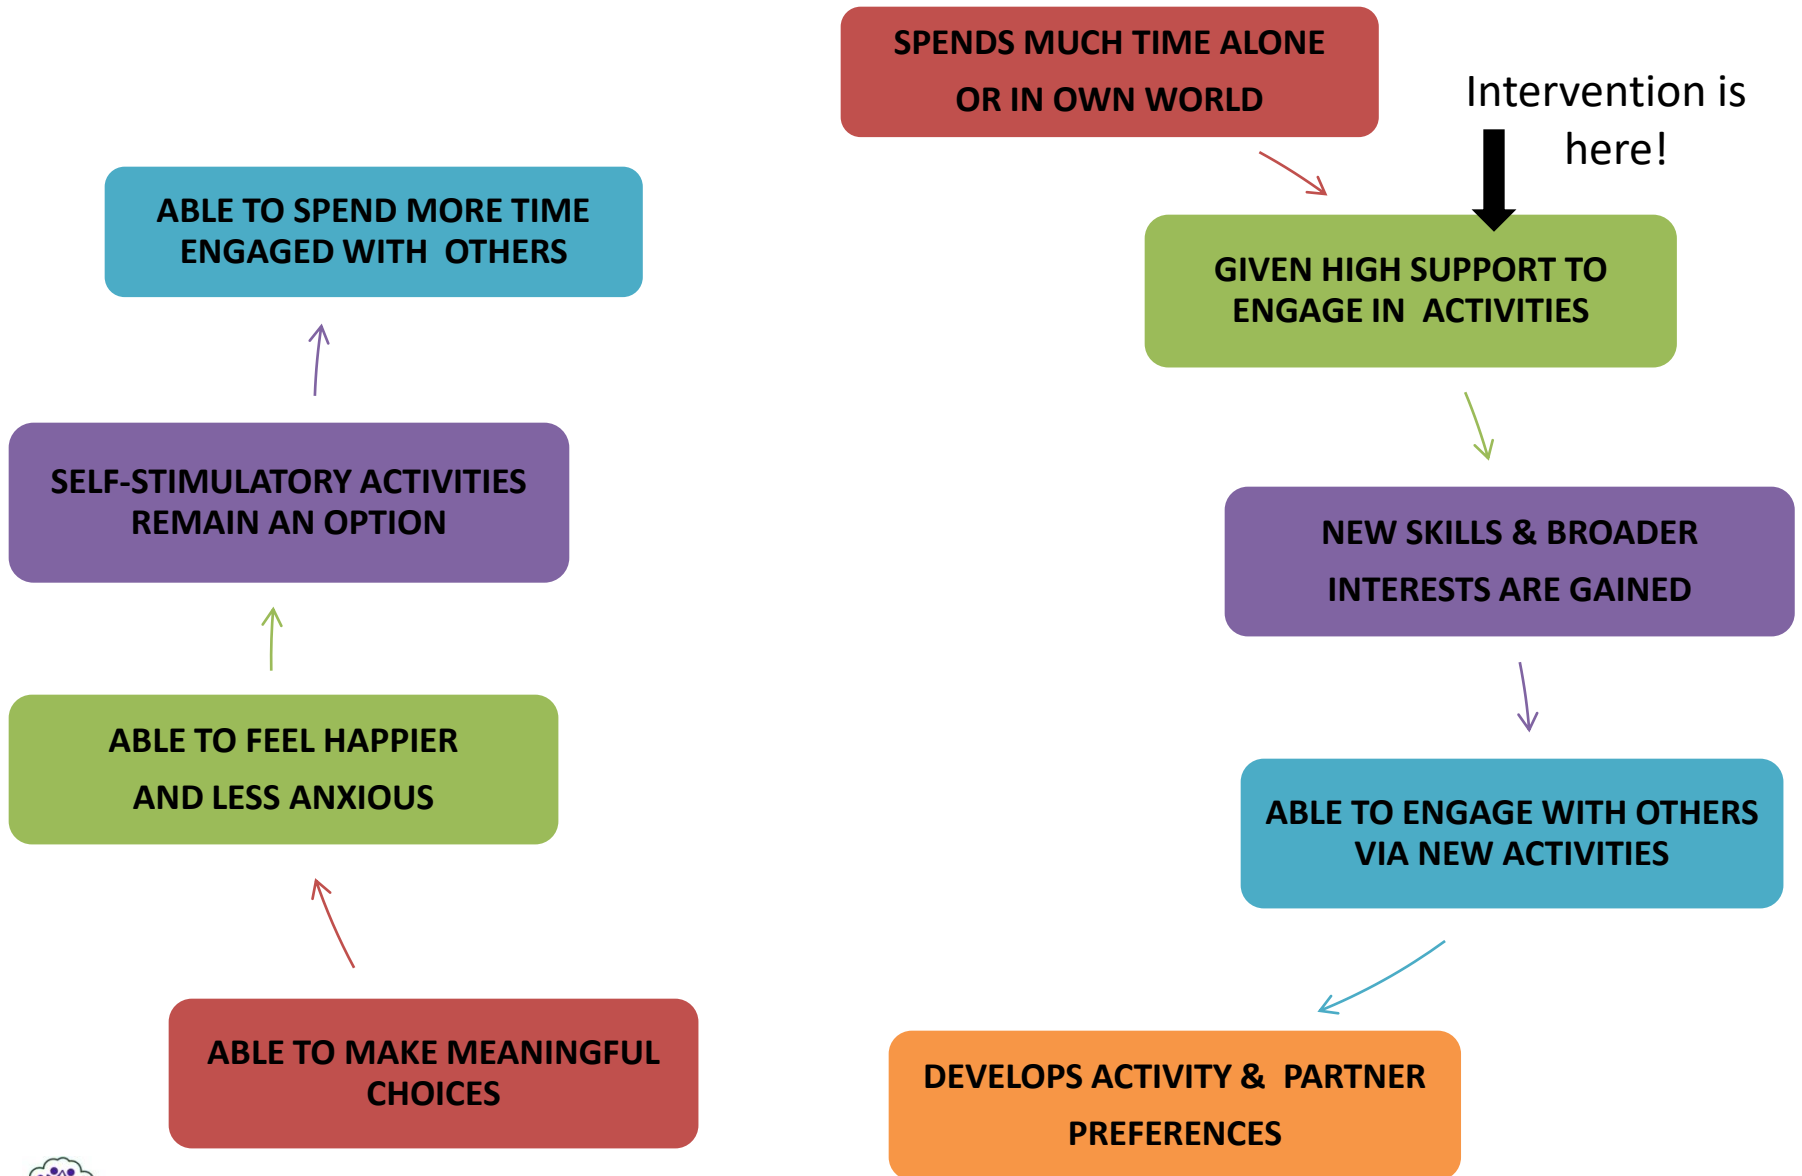 SPENDS MUCH TIME ALONE
OR IN OWN WORLD
Intervention is
here!
GIVEN HIGH SUPPORT TO
ENGAGE IN ACTIVITIES
NEW SKILLS & BROADER
INTERESTS ARE GAINED
ABLE TO ENGAGE WITH OTHERS
VIA NEW ACTIVITIES
DEVELOPS ACTIVITY & PARTNER
PREFERENCES
ABLE TO MAKE MEANINGFUL
CHOICES
ABLE TO FEEL HAPPIER
AND LESS ANXIOUS
SELF-STIMULATORY ACTIVITIES
REMAIN AN OPTION
ABLE TO SPEND MORE TIME
ENGAGED WITH OTHERS